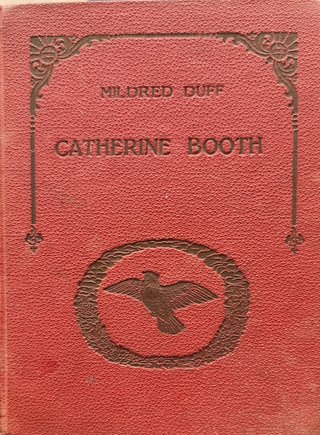 MILDRED DUFF
CATHERINE BOOTH